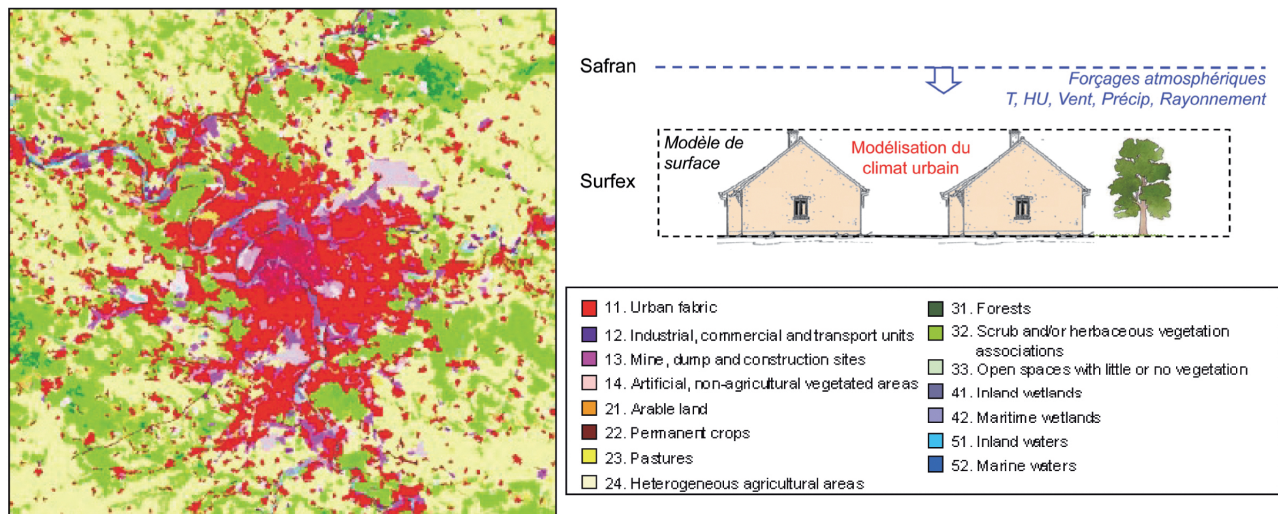 Safran
Forçages atmosphériques
T, HU, Vent, Précip, Rayonnement
Modèle de
surface
Modélisation du
climat urbain
Surfex
11. Urban fabric
12. Industrial, commercial and transport units
13. Mine, dump and construction sites
14. Artificial, non-agricultural vegetated areas
21. Arable land
22. Permanent crops
23. Pastures
24. Heterogeneous agricultural areas
31. Forests
32. Scrub and/or herbaceous vegetation
associations
33. Open spaces with little or no vegetation
41. Inland wetlands
42. Maritime wetlands
51. Inland waters
52. Marine waters